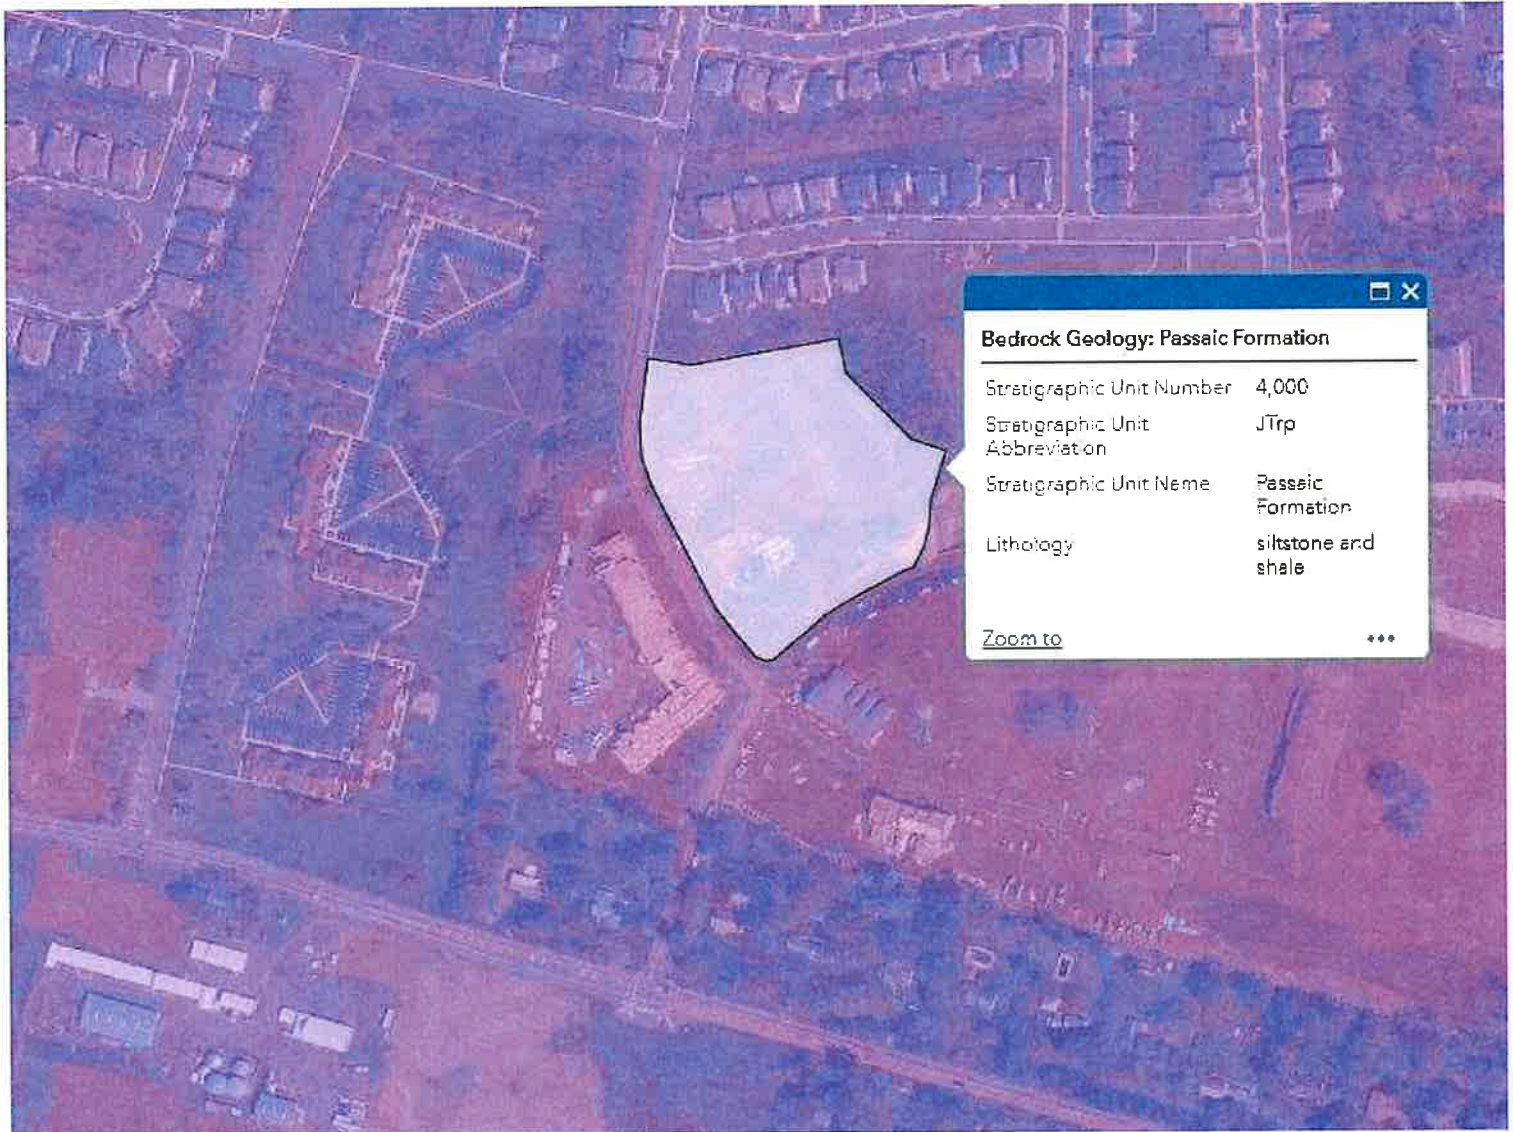 Bedrock Geology: Passaic Formation
Stratigraphic Unit Number 4,000
Stratigraphic Unit JTrp
Abbreviation
Stratigraphic Unit Name Passaic
Formation
Lithology siltstone and
shale
Zoom to